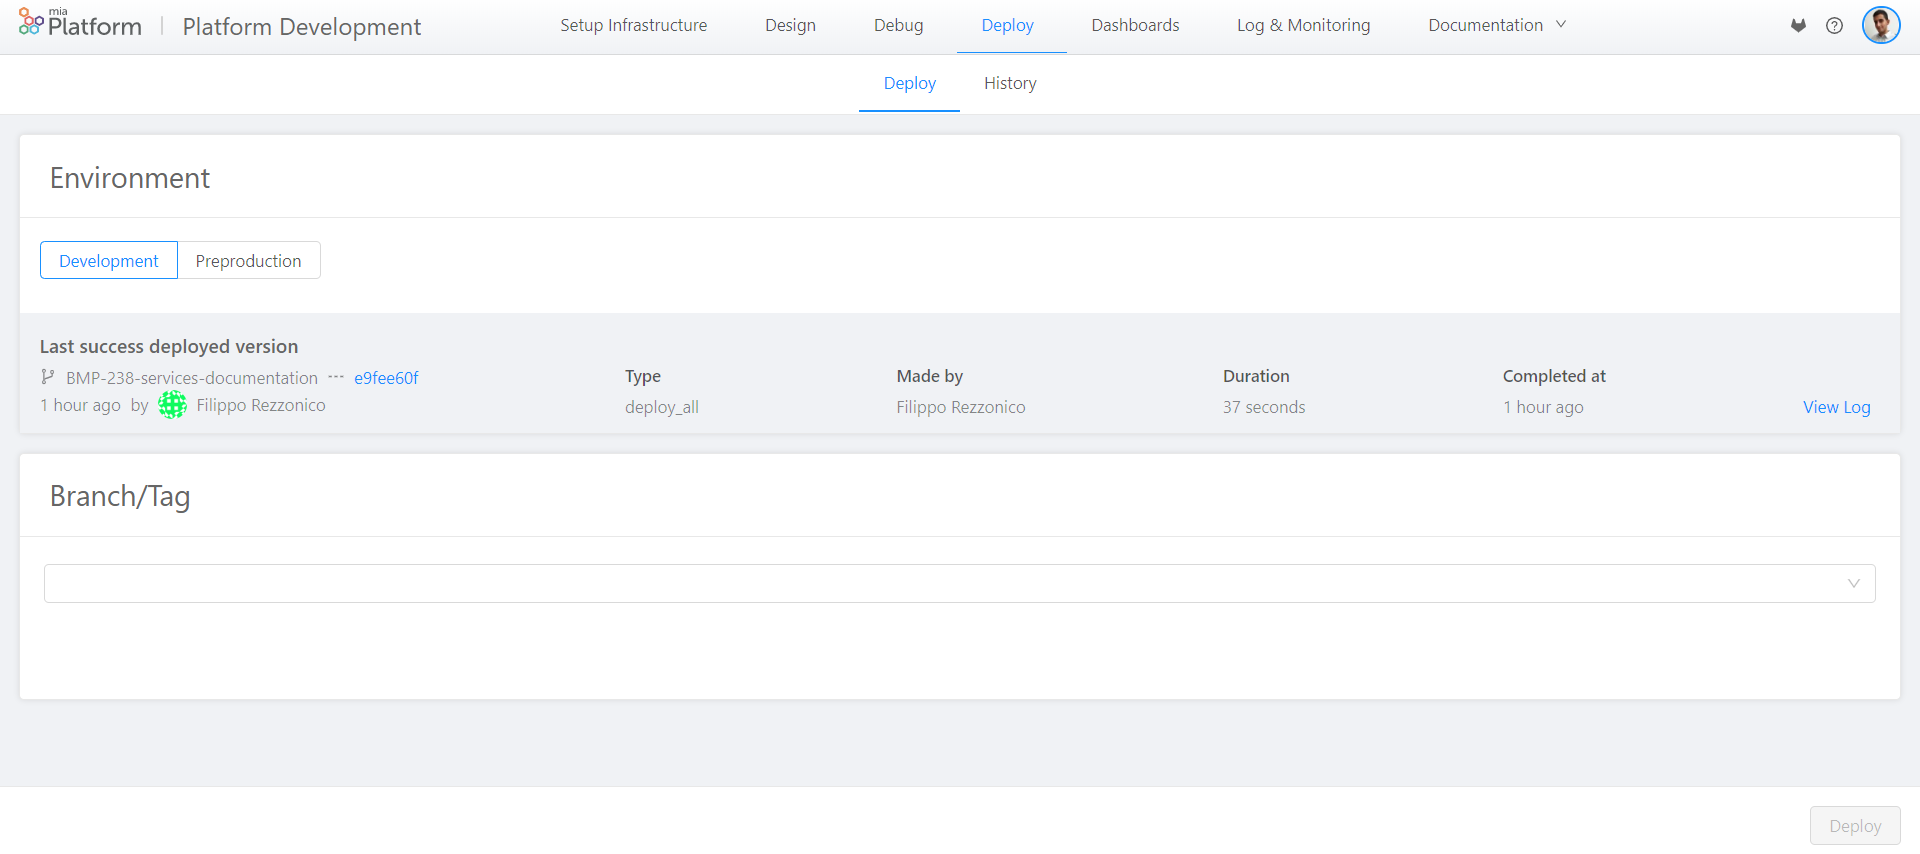 mia
Platform
Platform Development
Setup Infrastructure
Design
Debug
Deploy
Dashboards
Log & Monitoring
Documentation
Deploy
History
Environment
Development
Preproduction
Last success deployed version
BMP-238-services-documentation
e9fee60f
1 hour ago by Filippo Rezzonico
Type
deploy_all
Made by
Filippo Rezzonico
Duration
37 seconds
Completed at
1 hour ago
View Log
Branch/Tag
Deploy